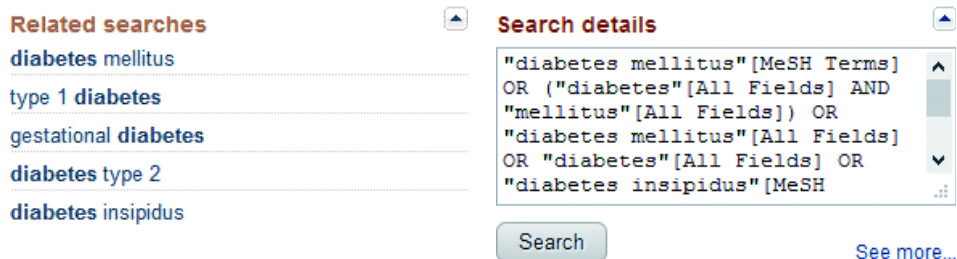 Related searches
diabetes mellitus
type 1 diabetes
gestational diabetes
diabetes type 2
diabetes insipidus
Search details
"diabetes mellitus"[MeSH Terms]
OR ("diabetes"[All Fields] AND
"mellitus"[All Fields]) OR
"diabetes mellitus"[All Fields]
OR "diabetes"[All Fields] OR
"diabetes insipidus"[MeSH
Search
See more...